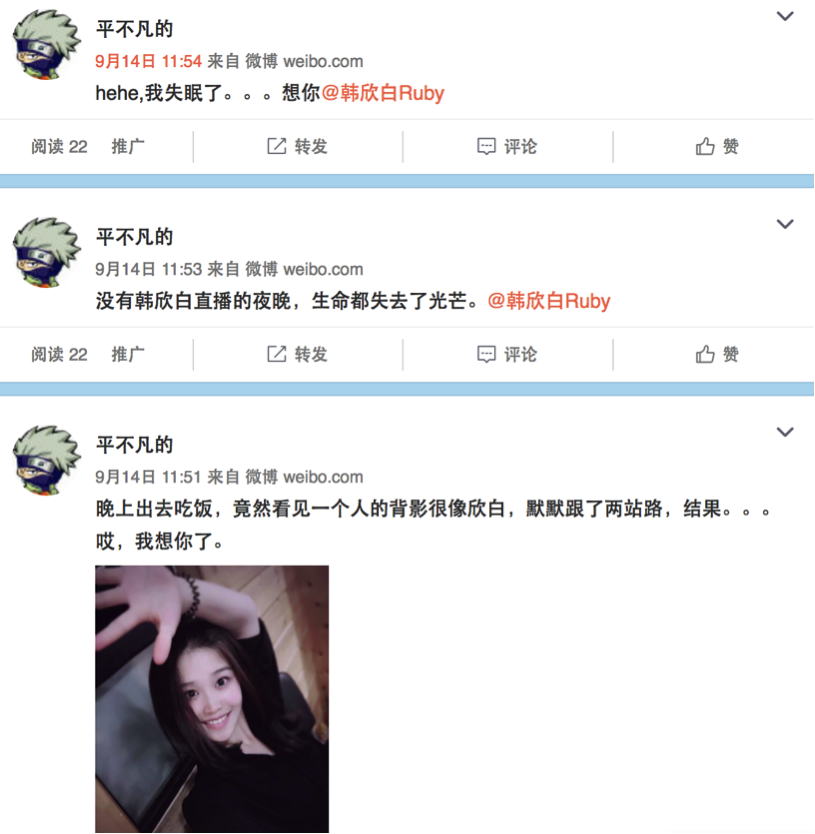 平不凡的
9月14日 11:54 来自 微博 weibo.com
hehe,我失眠了。。。想你@韩欣白Ruby
阅读 22 推广 转发 评论 赞
平不凡的
9月14日 11:53 来自 微博 weibo.com
没有韩欣白直播的夜晚，生命都失去了光芒。@韩欣白Ruby
阅读 22 推广 转发 评论 赞
平不凡的
9月14日 11:51 来自 微博 weibo.com
晚上出去吃饭，竟然看见一个人的背影很像欣白，默默跟了两站路，结果。。。
哎，我想你了。